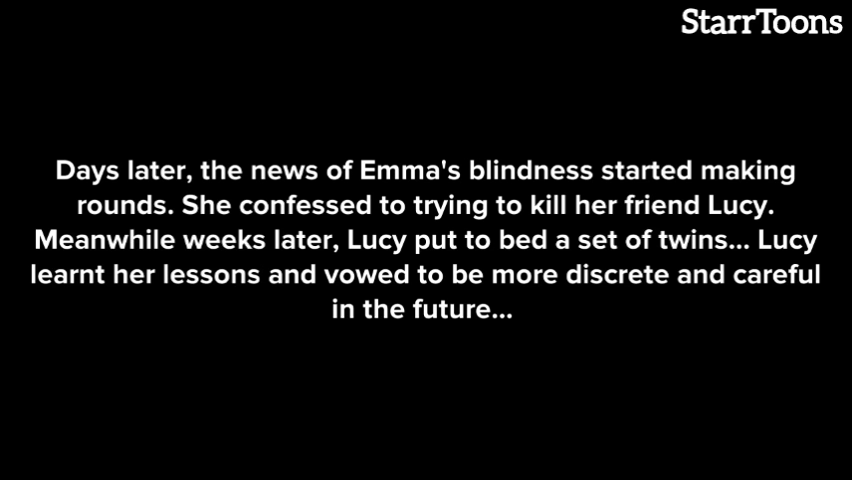 StarrToons
Days later, the news of Emma's blindness started making
rounds. She confessed to trying to kill her friend Lucy.
Meanwhile weeks later, Lucy put to bed a set of twins... Lucy
learnt her lessons and vowed to be more discrete and careful
in the future...